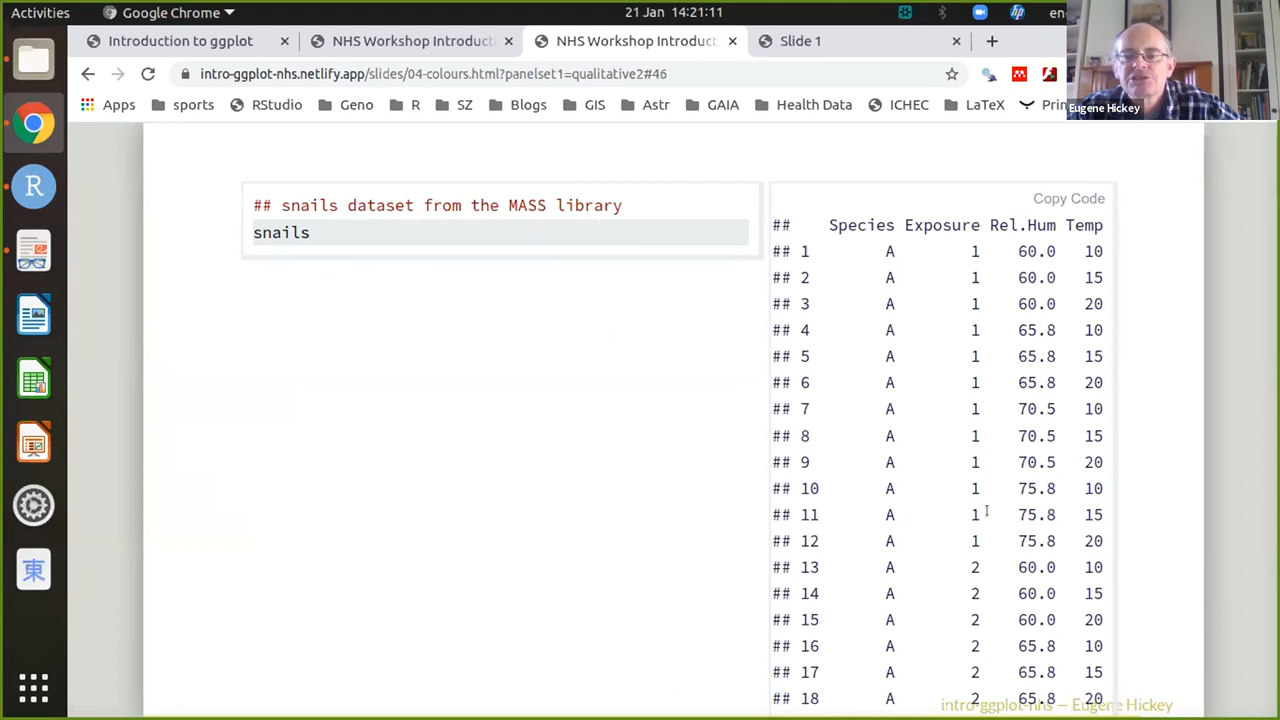 Activities Google Chrome 21 Jan 14:21:11 en
Introduction to ggplot NHS Workshop Introduct NHS Workshop Introduct Slide 1
intro-ggplot-nhs.netlify.app/slides/04-colours.html?panelset1=qualitative2#46
Apps sports RStudio Geno R SZ Blogs GIS Astr GAIA Health Data ICHEC LaTeX Prin
Eugene Hickey
## snails dataset from the MASS library
snails
Copy Code
## Species Exposure Rel.Hum Temp
## 1 A 1 60.0 10
## 2 A 1 60.0 15
## 3 A 1 60.0 20
## 4 A 1 65.8 10
## 5 A 1 65.8 15
## 6 A 1 65.8 20
## 7 A 1 70.5 10
## 8 A 1 70.5 15
## 9 A 1 70.5 20
## 10 A 1 75.8 10
## 11 A 1 75.8 15
## 12 A 1 75.8 20
## 13 A 2 60.0 10
## 14 A 2 60.0 15
## 15 A 2 60.0 20
## 16 A 2 65.8 10
## 17 A 2 65.8 15
## 18 A 2 65.8 20
intro-ggplot-nhs — Eugene Hickey
R
東
hp